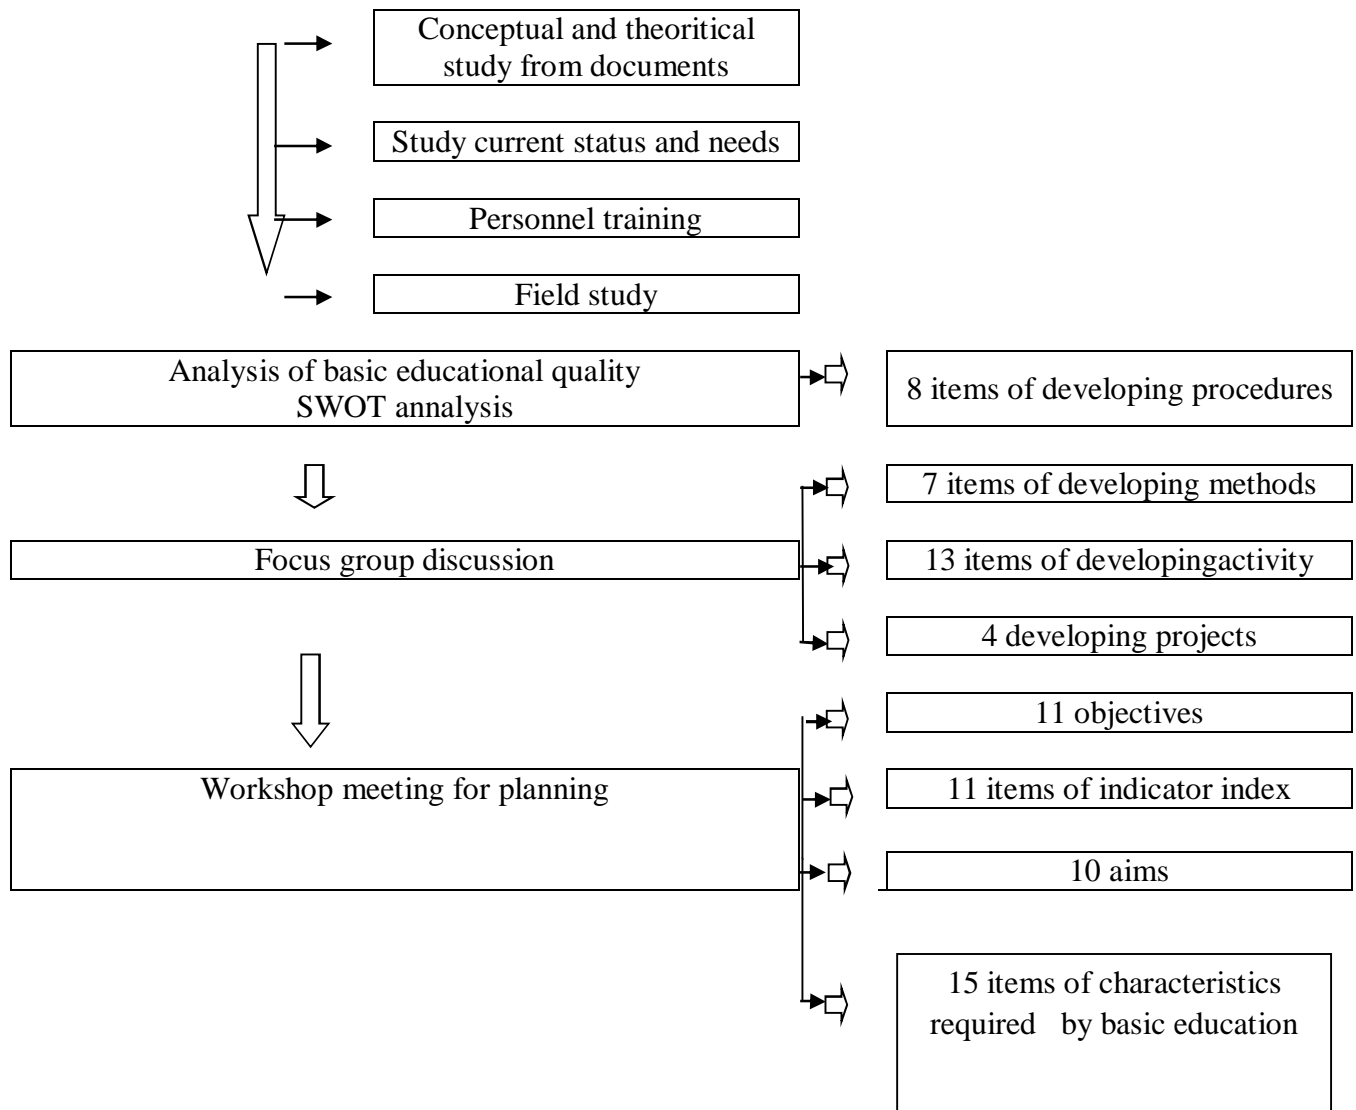 Conceptual and theoritical
study from documents
Study current status and needs
Personnel training
Field study
Analysis of basic educational quality
SWOT annalysis
8 items of developing procedures
7 items of developing methods
Focus group discussion
13 items of developingactivity
4 developing projects
11 objectives
Workshop meeting for planning
11 items of indicator index
10 aims
15 items of characteristics
required by basic education